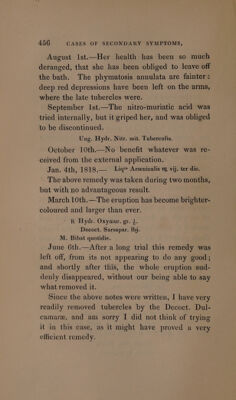 456 CASES OF SECONDARY SYMPTOMS,
August 1st.—Her health has been so much
deranged, that she has been obliged to leave off
the bath. The phymatosis annulata are fainter:
deep red depressions have been left on the arms,
where the late tubercles were.
September 1st.—The nitro-muriatic acid was
tried internally, but it griped her, and was obliged
to be discontinued.
Ung. Hydr. Nitr. mit. Tuberculis.
October 10th.—No benefit whatever was re-
ceived from the external application.
Jan. 4th, 1818.— Liqr. Arsenicalis ɱ vij. ter die.
The above remedy was taken during two months,
but with no advantageous result.
March 10th.—The eruption has become brighter-
coloured and larger than ever.
℞ Hydr. Oxymur. gr.
Decoct. Sarsapar. ℔j.
M. Bibat quotidie.
June 6th.—After a long trial this remedy was
left off, from its not appearing to do any good;
and shortly after this, the whole eruption sud-
denly disappeared, without our being able to say
what removed it.
Since the above notes were written, I have very
readily removed tubercles by the Decoct. Dul-
camaræ, and am sorry I did not think of trying
it in this case, as it might have proved a very
efficient remedy.